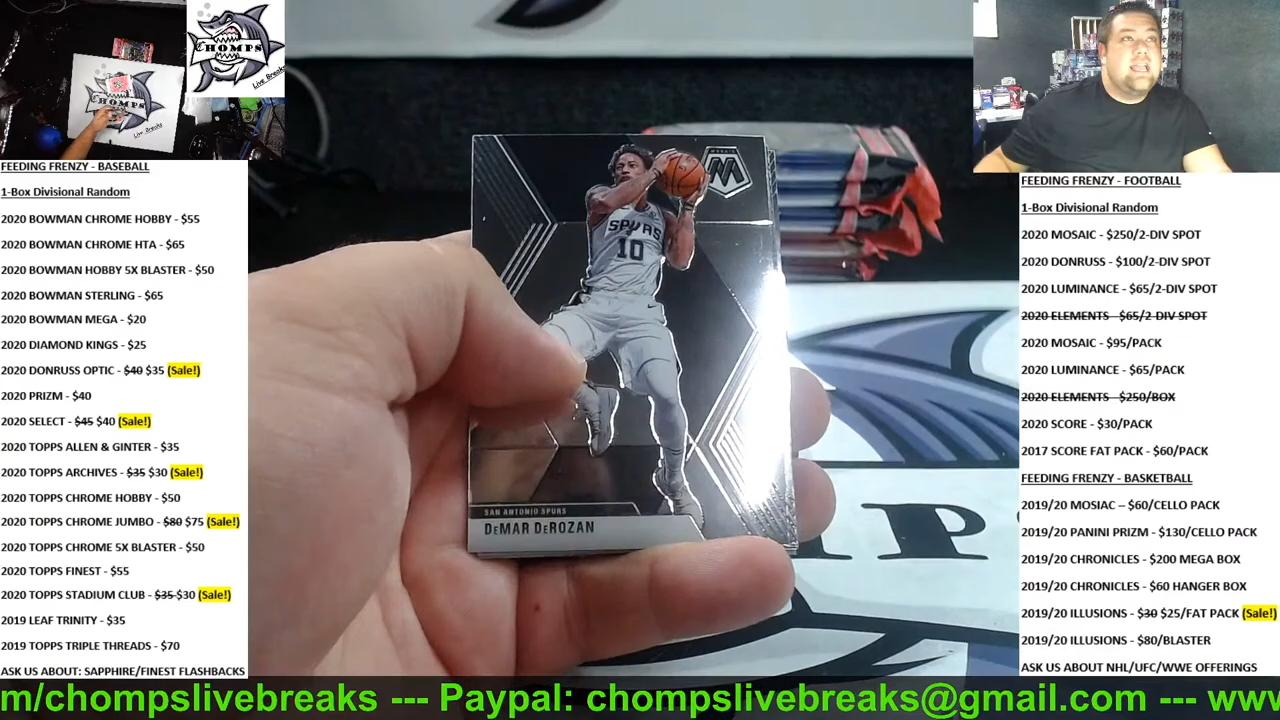 CHOMPS
Live Breaks
FEEDING FRENZY - BASEBALL
1-Box Divisional Random
2020 BOWMAN CHROME HOBBY - $55
2020 BOWMAN CHROME HTA - $65
2020 BOWMAN HOBBY 5X BLASTER - $50
2020 BOWMAN STERLING - $65
2020 BOWMAN MEGA - $20
2020 DIAMOND KINGS - $25
2020 DONRUSS OPTIC - $40 $35 (Sale!)
2020 PRIZM - $40
2020 SELECT - $45 $40 (Sale!)
2020 TOPPS ALLEN & GINTER - $35
2020 TOPPS ARCHIVES - $35 $30 (Sale!)
2020 TOPPS CHROME HOBBY - $50
2020 TOPPS CHROME JUMBO - $80 $75 (Sale!)
2020 TOPPS CHROME 5X BLASTER - $50
2020 TOPPS FINEST - $55
2020 TOPPS STADIUM CLUB - $35 $30 (Sale!)
2019 LEAF TRINITY - $35
2019 TOPPS TRIPLE THREADS - $70
ASK US ABOUT: SAPPHIRE/FINEST FLASHBACKS
MOSAIC
M
SPURS
10
SAN ANTONIO SPURS
DEMAR DEROZAN
FEEDING FRENZY - FOOTBALL
1-Box Divisional Random
2020 MOSAIC - $250/2-DIV SPOT
2020 DONRUSS - $100/2-DIV SPOT
2020 LUMINANCE - $65/2-DIV SPOT
2020 ELEMENTS - $65/2 DIV SPOT
2020 MOSAIC - $95/PACK
2020 LUMINANCE - $65/PACK
2020 ELEMENTS - $250/BOX
2020 SCORE - $30/PACK
2017 SCORE FAT PACK - $60/PACK
FEEDING FRENZY - BASKETBALL
2019/20 MOSIAC – $60/CELLO PACK
2019/20 PANINI PRIZM - $130/CELLO PACK
2019/20 CHRONICLES - $200 MEGA BOX
2019/20 CHRONICLES - $60 HANGER BOX
2019/20 ILLUSIONS - $30 $25/FAT PACK (Sale!)
2019/20 ILLUSIONS - $80/BLASTER
ASK US ABOUT NHL/UFC/WWE OFFERINGS
m/chompslivebreaks --- Paypal: chompslivebreaks@gmail.com --- www